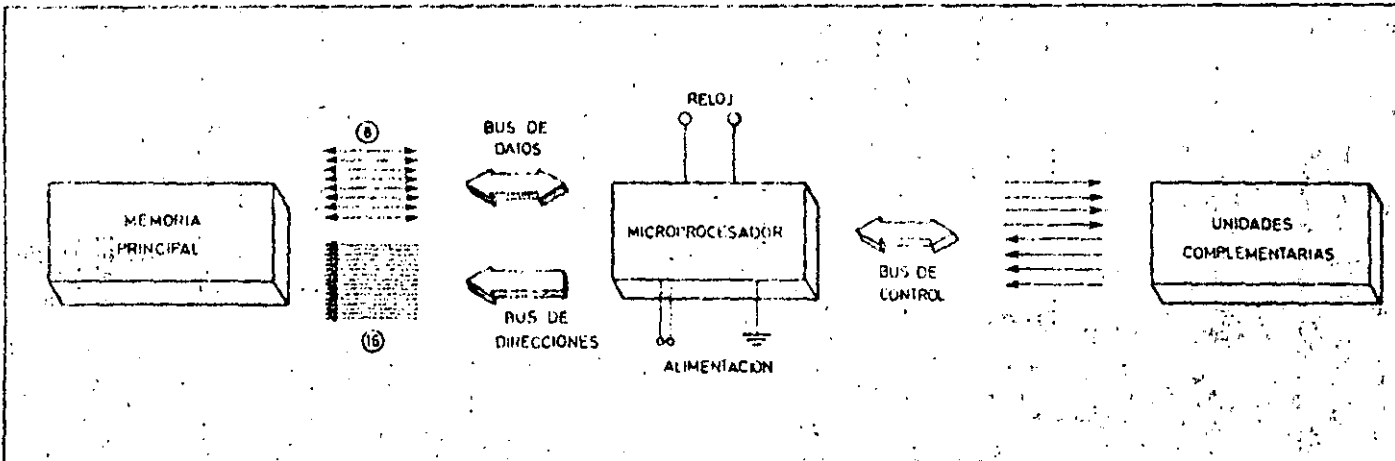 RELOJ
8
BUS DE
DATOS
MEMORIA
PRINCIPAL
MICROPROCESADOR
UNIDADES
COMPLEMENTARIAS
BUS DE
CONTROL
BUS DE
DIRECCIONES
16
ALIMENTACION